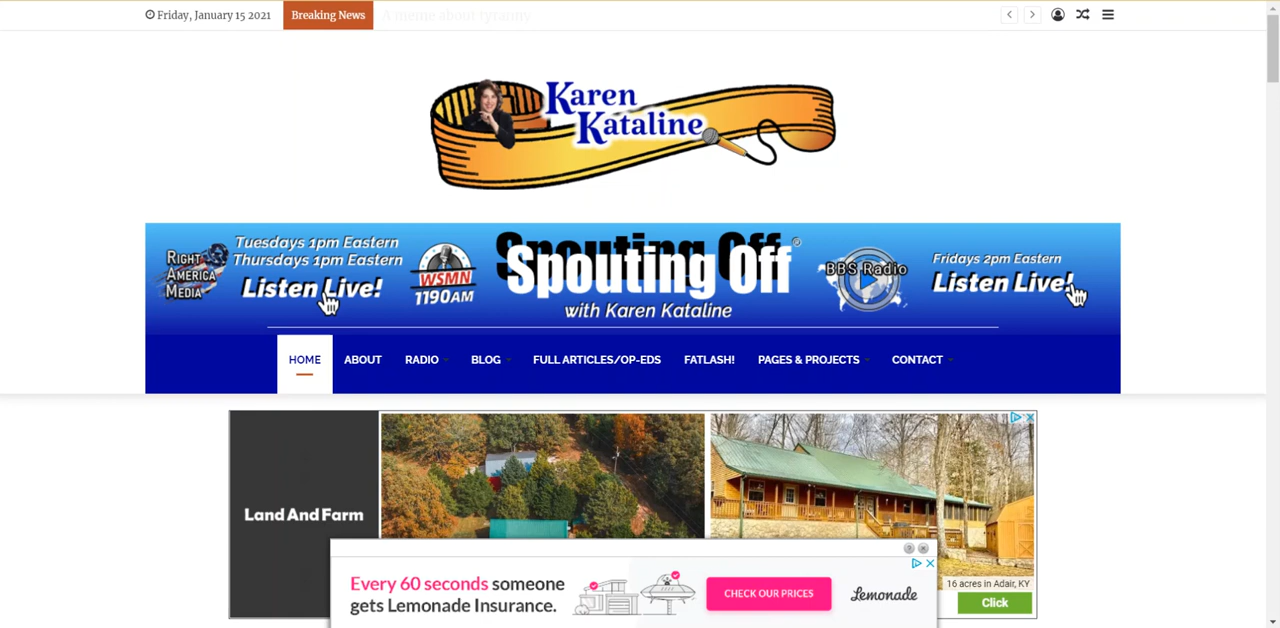 Friday, January 15 2021
Breaking News
A meme about tyranny
Karen
Kataline
RIGHT
AMERICA
MEDIA
Tuesdays 1pm Eastern
Thursdays 1pm Eastern
Listen Live!
WSMN
1190AM
Spouting Off®
with Karen Kataline
BBS Radio
Fridays 2pm Eastern
Listen Live!
HOME ABOUT RADIO BLOG FULL ARTICLES/OP-EDS FATLASH! PAGES & PROJECTS CONTACT
Land And Farm
16 acres in Adair, KY
Click
Every 60 seconds someone
gets Lemonade Insurance.
CHECK OUR PRICES
Lemonade